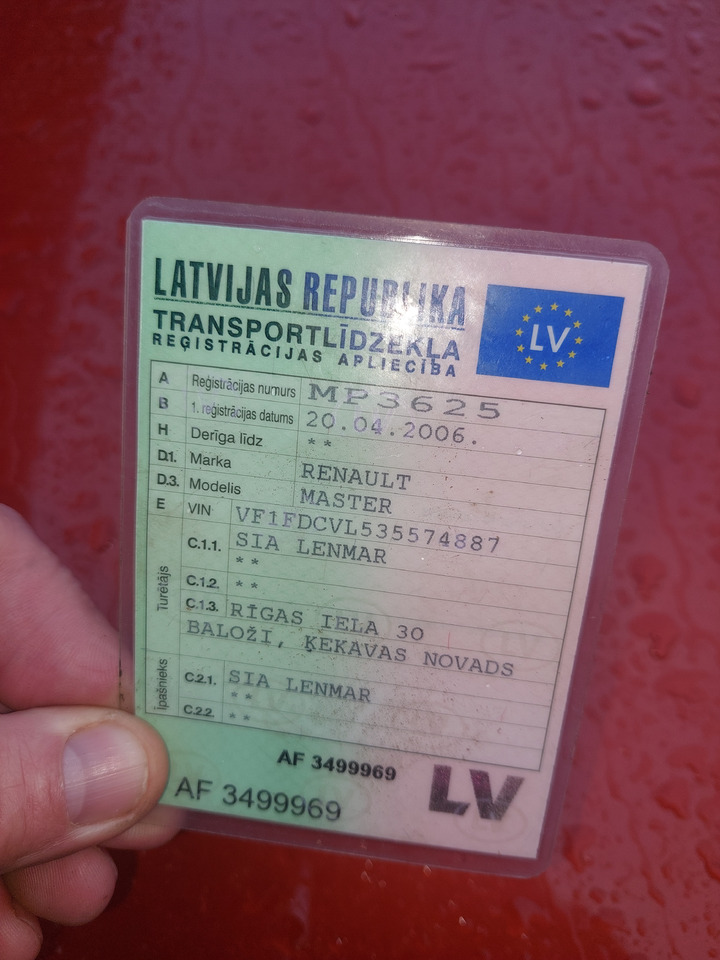 LATVIJAS REPUBLIKA
TRANSPORTLĪDZEKĻA
REĢISTRĀCIJAS APLIECĪBA
LV
A Reģistrācijas numurs MP3625
B 1. reģistrācijas datums 20.04.2006.
H Derīga līdz **
D.1. Marka RENAULT
D.3. Modelis MASTER
E VIN VF1FDCVL535574887
Turētājs
C.1.1. SIA LENMAR
**
C.1.2. **
C.1.3. RĪGAS IELA 30
BALOŽI, ĶEKAVAS NOVADS
Īpašnieks
C.2.1. SIA LENMAR
**
C.2.2. **
AF 3499969
AF 3499969
LV